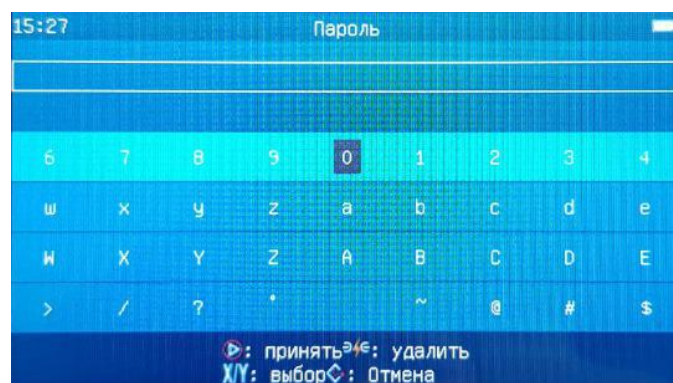 15:27 Пароль
6 7 8 9 0 1 2 3 4
w x y z a b c d e
W X Y Z A B C D E
> / ? ~ @ # $
: принять : удалить
X/Y: выбор : Отмена